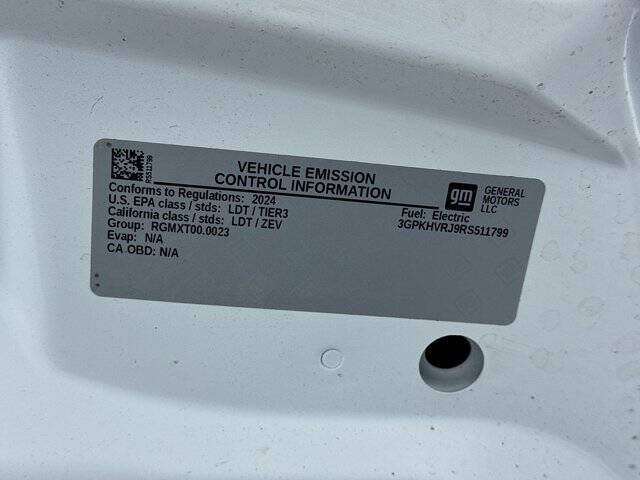 RS511799
VEHICLE EMISSION
CONTROL INFORMATION
gm
GENERAL
MOTORS
LLC
Conforms to Regulations: 2024
U.S. EPA class / stds: LDT / TIER3
California class / stds: LDT / ZEV
Group: RGMXT00.0023
Evap: N/A
CA OBD: N/A
Fuel: Electric
3GPKHVRJ9RS511799